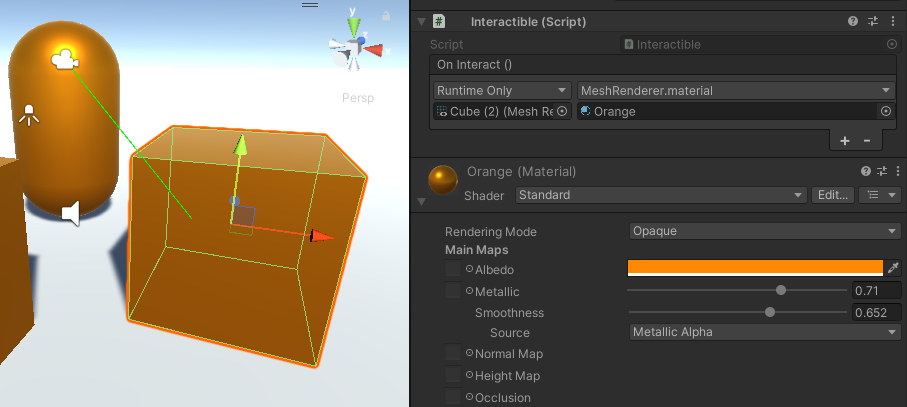 y
Persp
# Interactible (Script)
Script
# Interactible
On Interact ()
Runtime Only
MeshRenderer.material
Cube (2) (Mesh Re
Orange
+ -
Orange (Material)
Shader
Standard
Edit...
Rendering Mode
Opaque
Main Maps
Albedo
Metallic
0.71
Smoothness
0.652
Source
Metallic Alpha
Normal Map
Height Map
Occlusion